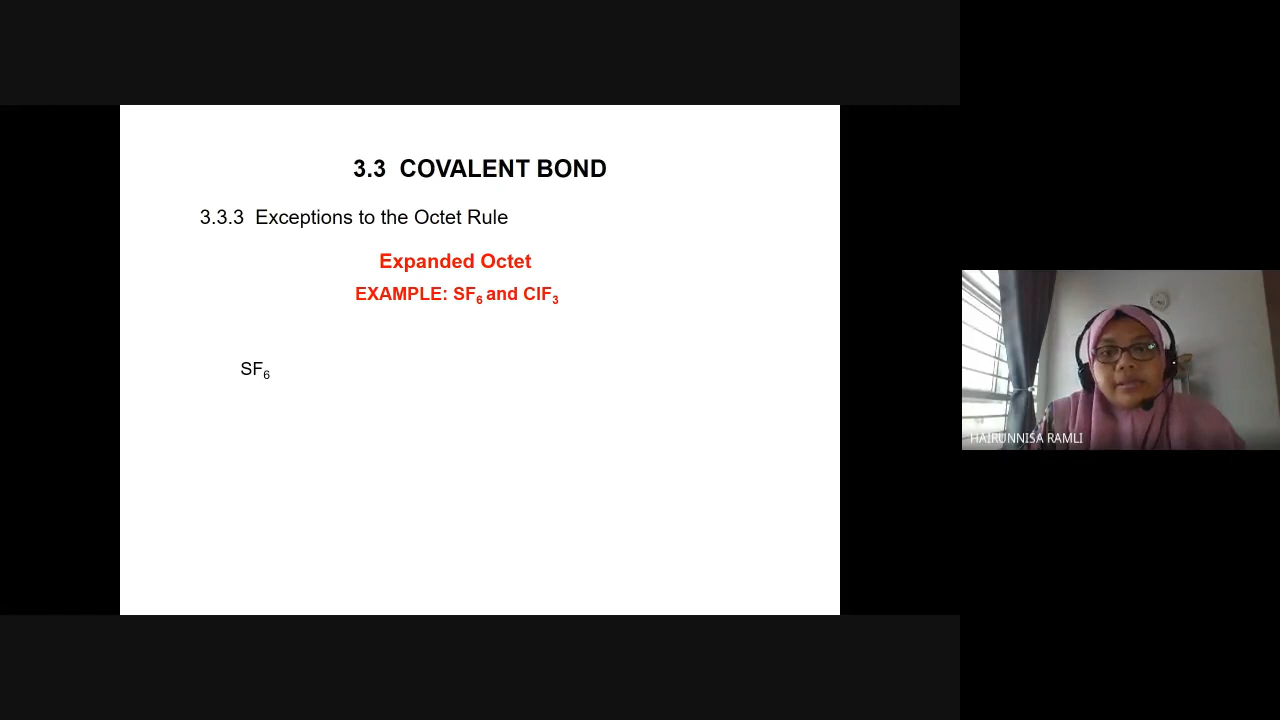 3.3 COVALENT BOND
3.3.3 Exceptions to the Octet Rule
Expanded Octet
EXAMPLE: SF₆ and ClF₃
SF₆
HAIRUNNISA RAMLI